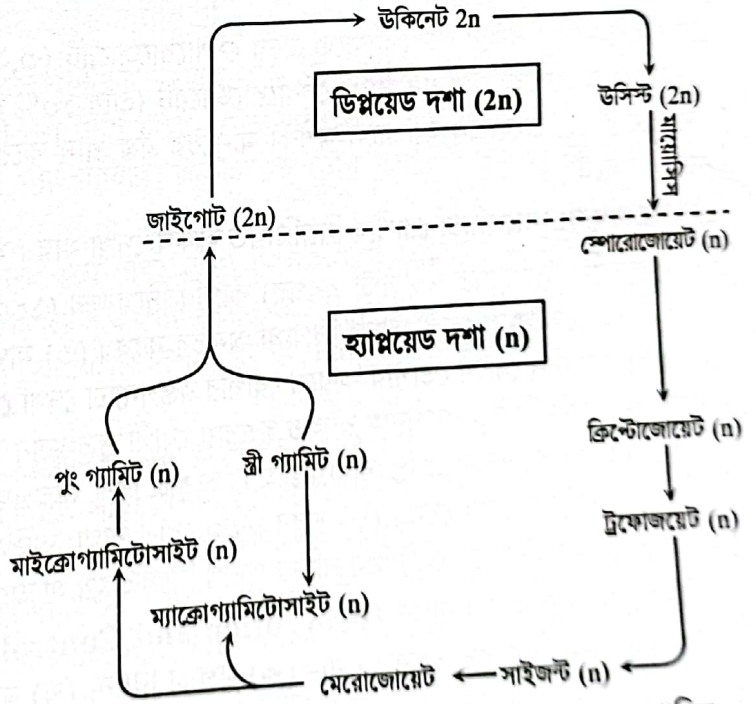 উকিনেট 2n
ডিপ্লয়েড দশা (2n)
উসিস্ট (2n)
মায়োসিস
জাইগোট (2n)
স্পোরোজোয়েট (n)
হ্যাপ্লয়েড দশা (n)
ক্রিপ্টোজোয়েট (n)
পুং গ্যামিট (n)
স্ত্রী গ্যামিট (n)
ট্রফোজয়েট (n)
মাইক্রোগ্যামিটোসাইট (n)
ম্যাক্রোগ্যামিটোসাইট (n)
মেরোজোয়েট
সাইজন্ট (n)